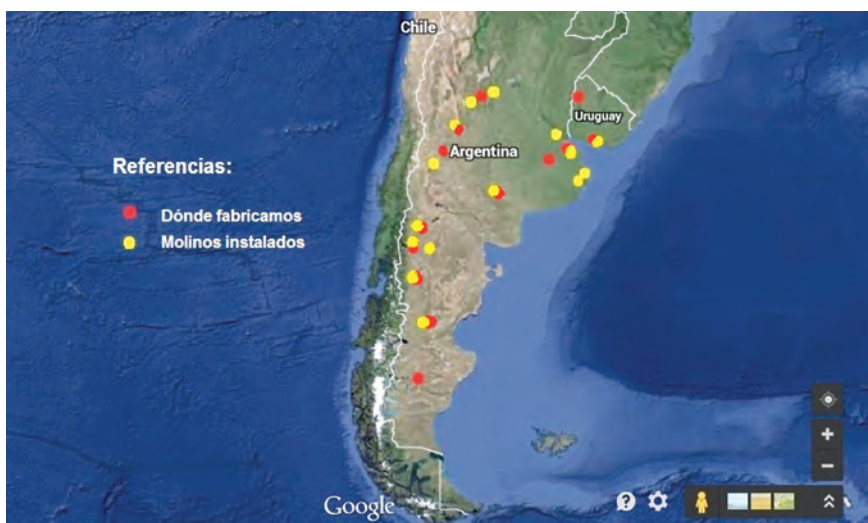 Chile
Uruguay
Argentina
Referencias:
Dónde fabricamos
Molinos instalados
Google